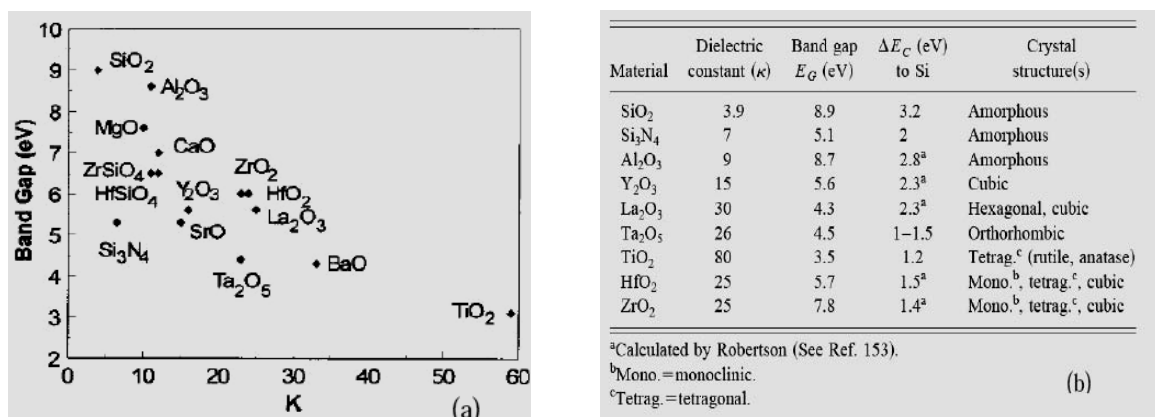 10
9
8
7
6
5
4
3
2
Band Gap (eV)
SiO2
Al2O3
MgO
CaO
ZrSiO4
ZrO2
HfSiO4
Y2O3
HfO2
La2O3
Si3N4
SrO
Ta2O5
BaO
TiO2
0 10 20 30 40 50 60
K
(a)
Dielectric Band gap ΔEC (eV) Crystal
Material constant (κ) EG (eV) to Si structure(s)
SiO2 3.9 8.9 3.2 Amorphous
Si3N4 7 5.1 2 Amorphous
Al2O3 9 8.7 2.8a Amorphous
Y2O3 15 5.6 2.3a Cubic
La2O3 30 4.3 2.3a Hexagonal, cubic
Ta2O5 26 4.5 1–1.5 Orthorhombic
TiO2 80 3.5 1.2 Tetrag.c (rutile, anatase)
HfO2 25 5.7 1.5a Mono.b, tetrag.c, cubic
ZrO2 25 7.8 1.4a Mono.b, tetrag.c, cubic
aCalculated by Robertson (See Ref. 153).
bMono.=monoclinic.
cTetrag.=tetragonal.
(b)